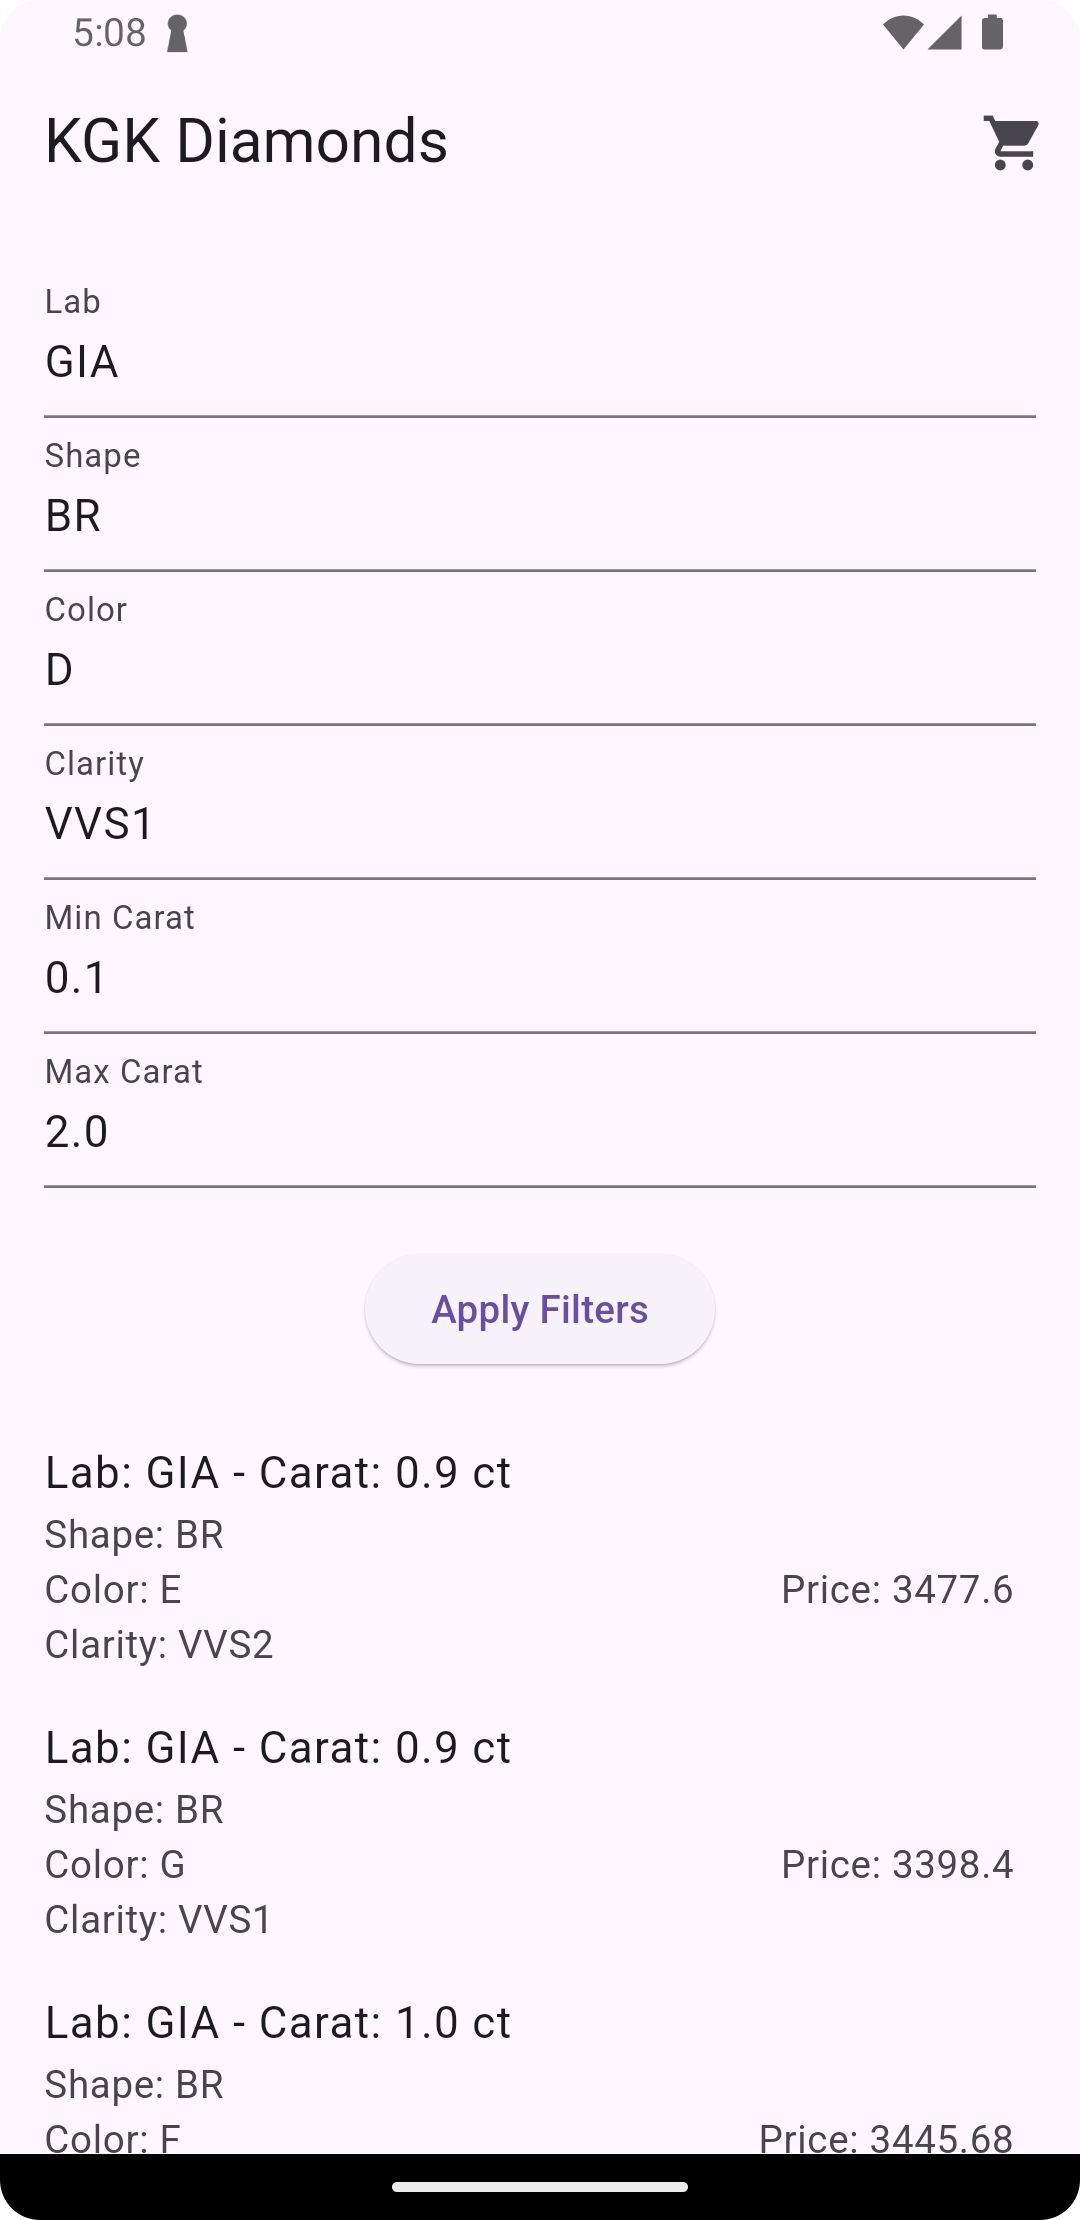 5:08
KGK Diamonds
Lab
GIA
Shape
BR
Color
D
Clarity
VVS1
Min Carat
0.1
Max Carat
2.0
Apply Filters
Lab: GIA - Carat: 0.9 ct
Shape: BR
Color: E Price: 3477.6
Clarity: VVS2
Lab: GIA - Carat: 0.9 ct
Shape: BR
Color: G Price: 3398.4
Clarity: VVS1
Lab: GIA - Carat: 1.0 ct
Shape: BR
Color: F Price: 3445.68